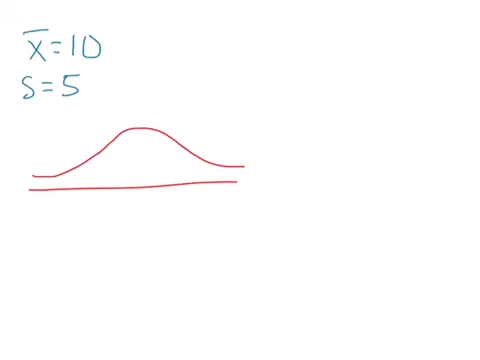 x̄ = 10
s = 5